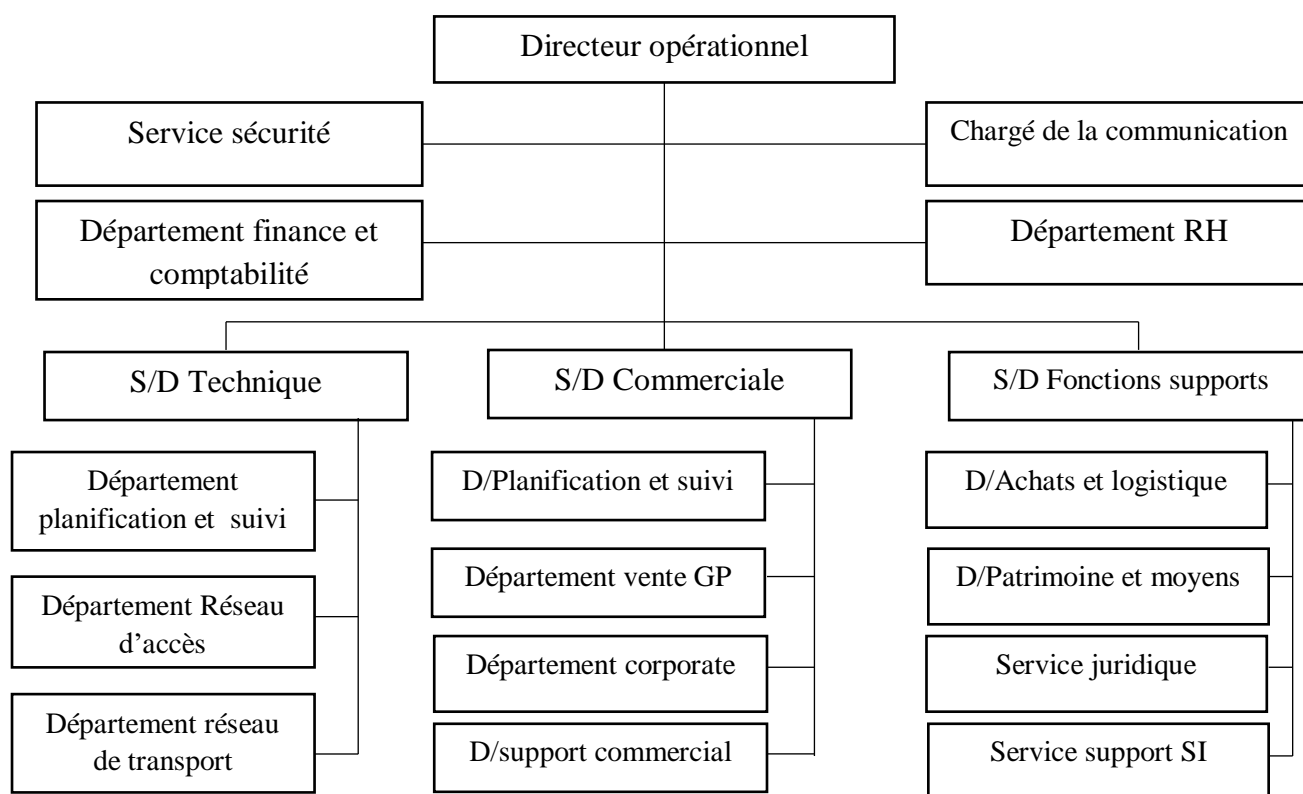 Directeur opérationnel
Service sécurité
Chargé de la communication
Département finance et
comptabilité
Département RH
S/D Technique
S/D Commerciale
S/D Fonctions supports
Département
planification et suivi
D/Planification et suivi
D/Achats et logistique
Département Réseau
d’accès
Département vente GP
D/Patrimoine et moyens
Département réseau
de transport
Département corporate
Service juridique
D/support commercial
Service support SI